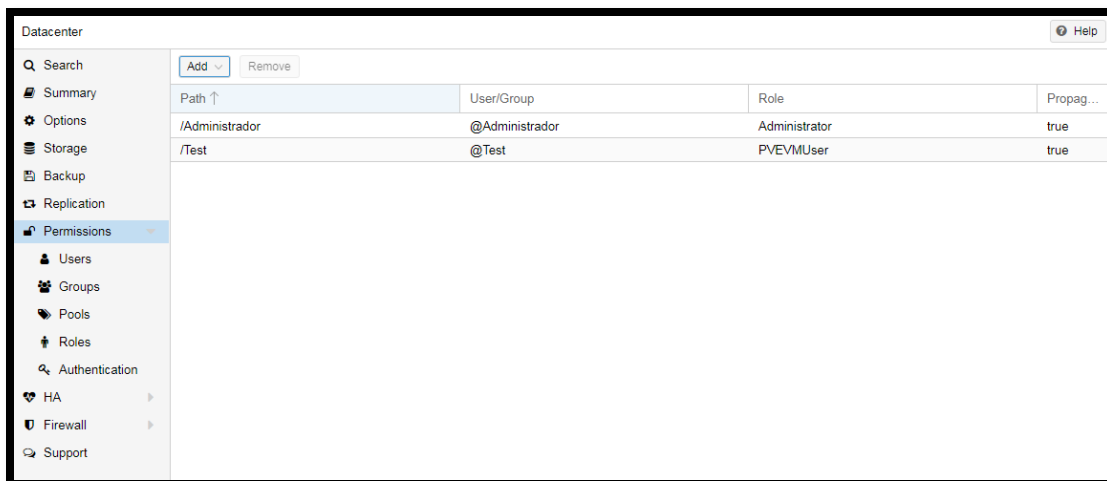 Datacenter
Help
Search
Summary
Options
Storage
Backup
Replication
Permissions
Users
Groups
Pools
Roles
Authentication
HA
Firewall
Support
Add
Remove
Path User/Group Role Propag...
/Administrador @Administrador Administrator true
/Test @Test PVEVMUser true